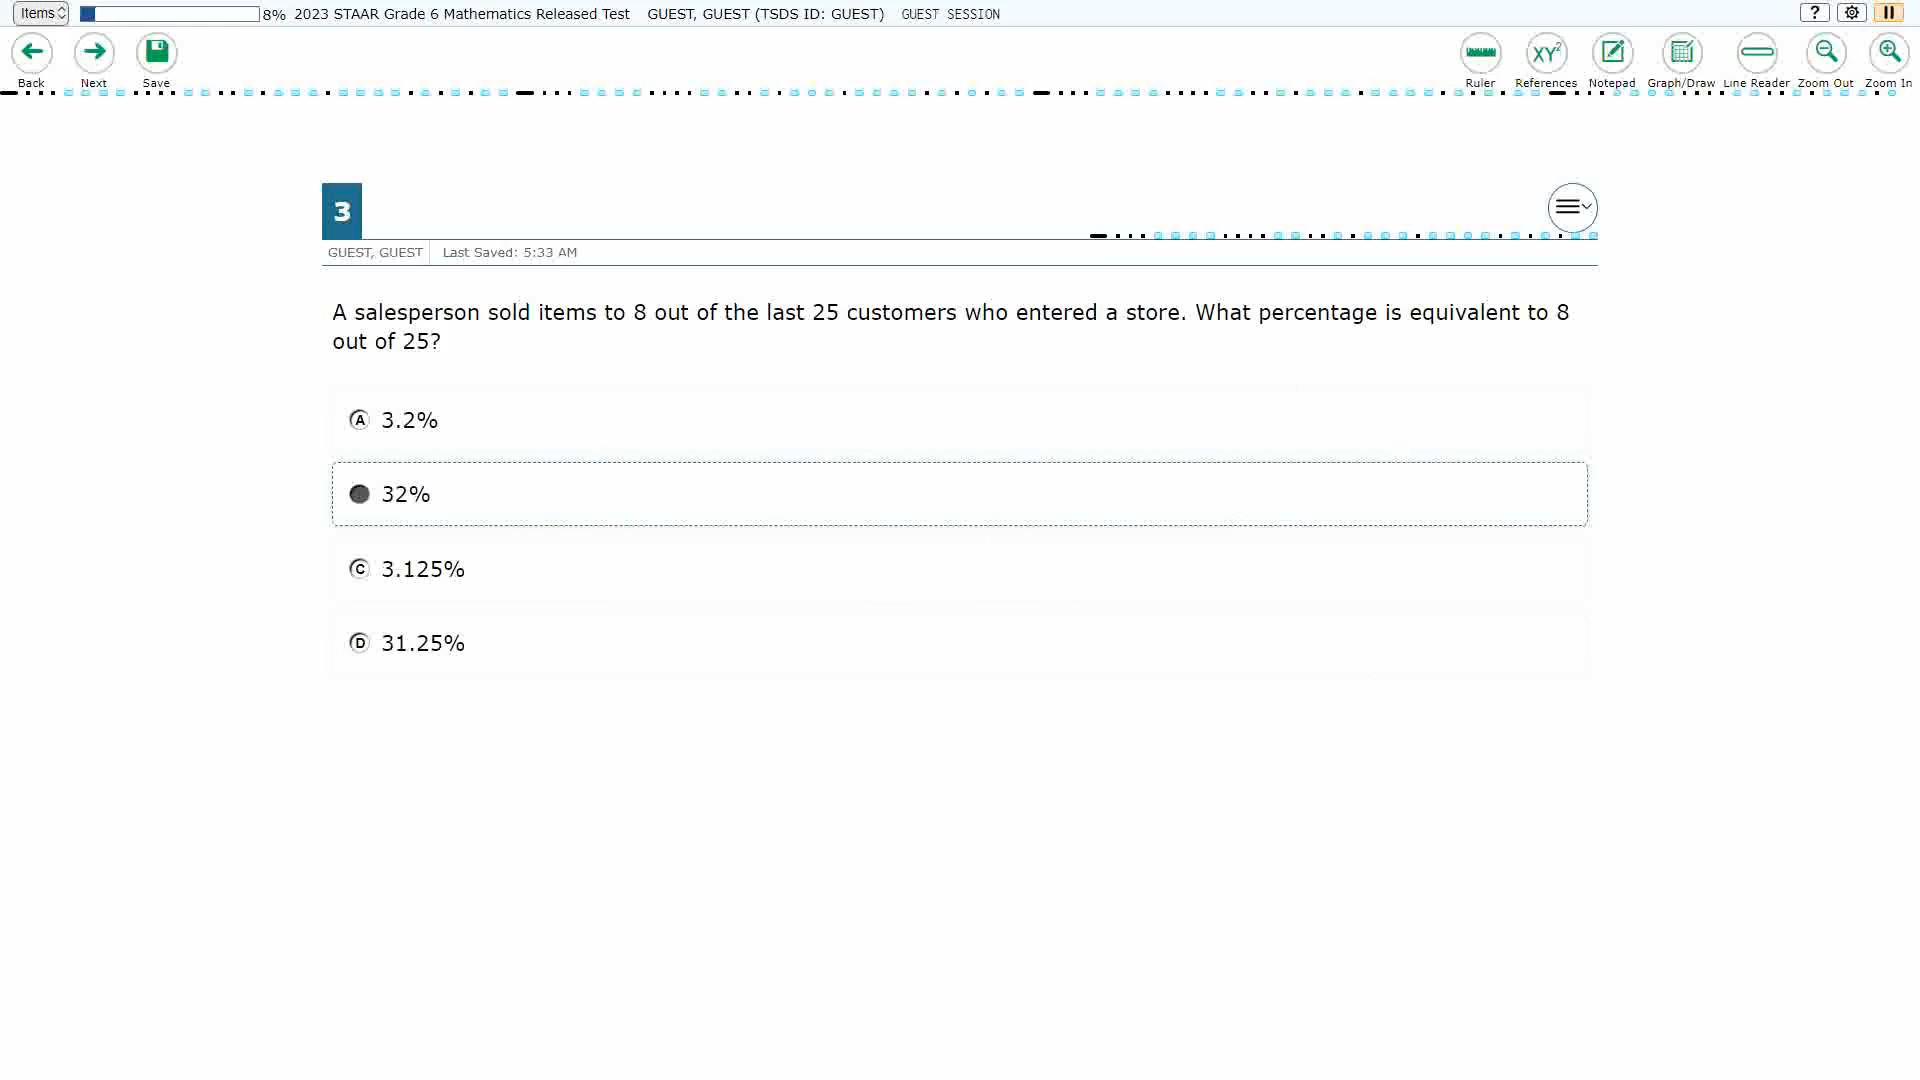 Items 8% 2023 STAAR Grade 6 Mathematics Released Test GUEST, GUEST (TSDS ID: GUEST) GUEST SESSION ?
Back Next Save Ruler XY² References Notepad Graph/Draw Line Reader Zoom Out Zoom In
3
GUEST, GUEST Last Saved: 5:33 AM
A salesperson sold items to 8 out of the last 25 customers who entered a store. What percentage is equivalent to 8
out of 25?
A 3.2%
32%
C 3.125%
D 31.25%